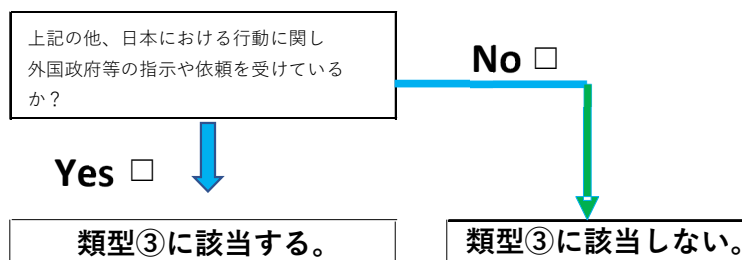 上記の他、日本における行動に関し
外国政府等の指示や依頼を受けている
か？
No □
Yes □
類型③に該当する。
類型③に該当しない。